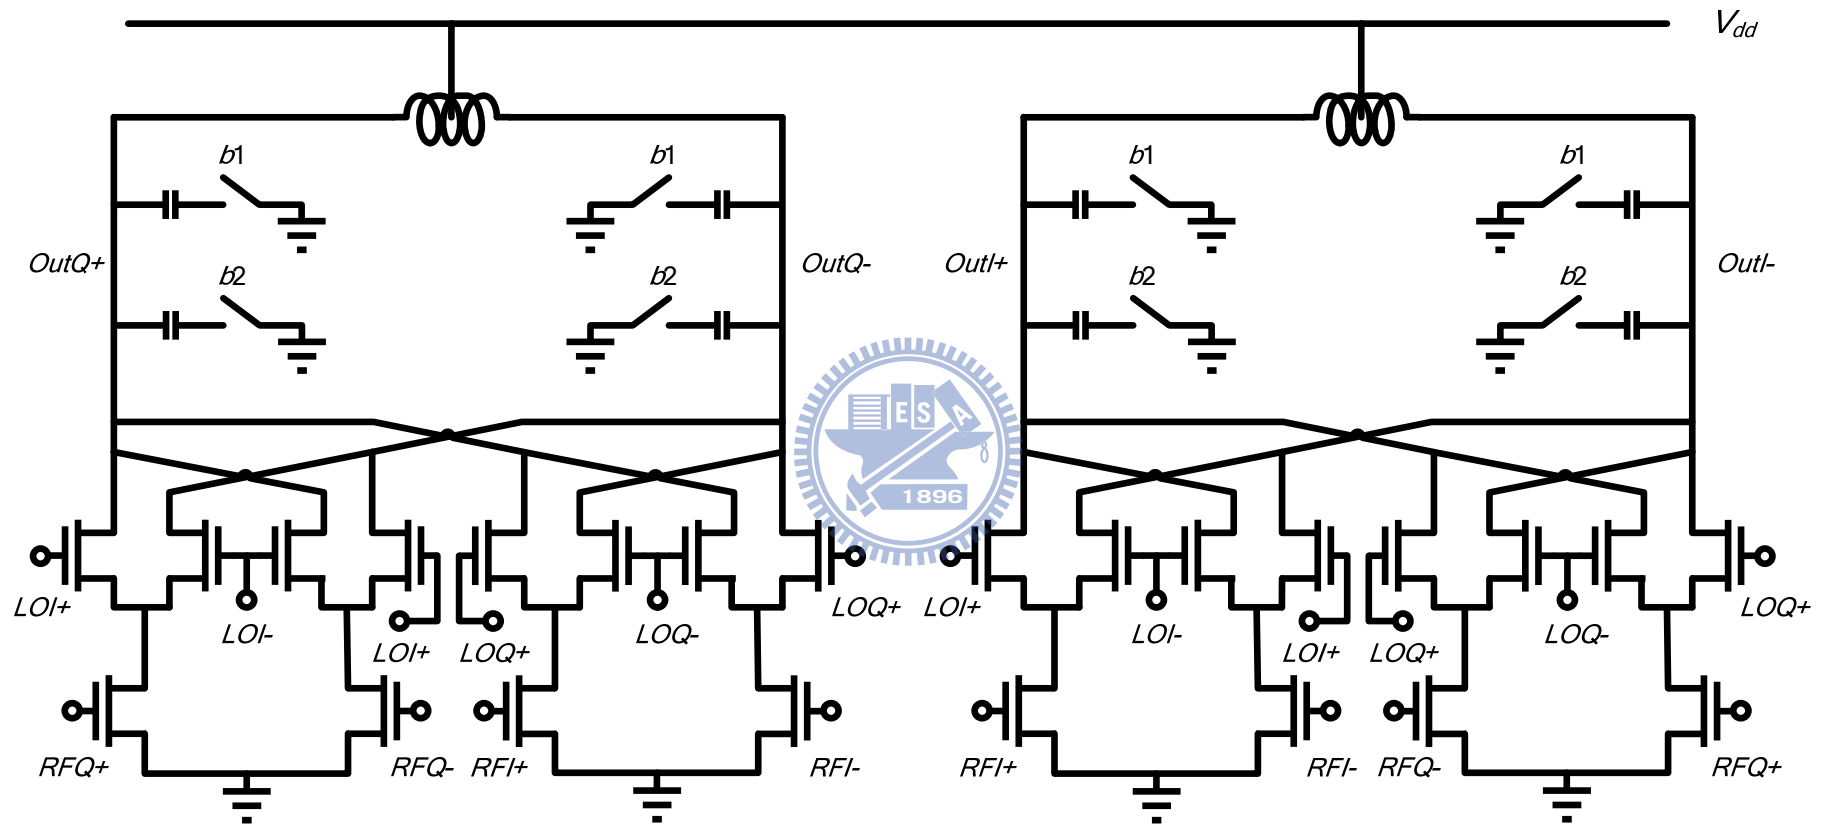 Vdd
b1 b1 b1 b1
OutQ+ OutQ- OutI+ OutI-
b2 b2 b2 b2
E S A
1896
LOI+ LOQ+ LOI+ LOQ+
LOI- LOQ- LOI- LOQ-
LOI+ LOQ+ LOI+ LOQ+
RFQ+ RFQ- RFI+ RFI- RFI+ RFI- RFQ- RFQ+